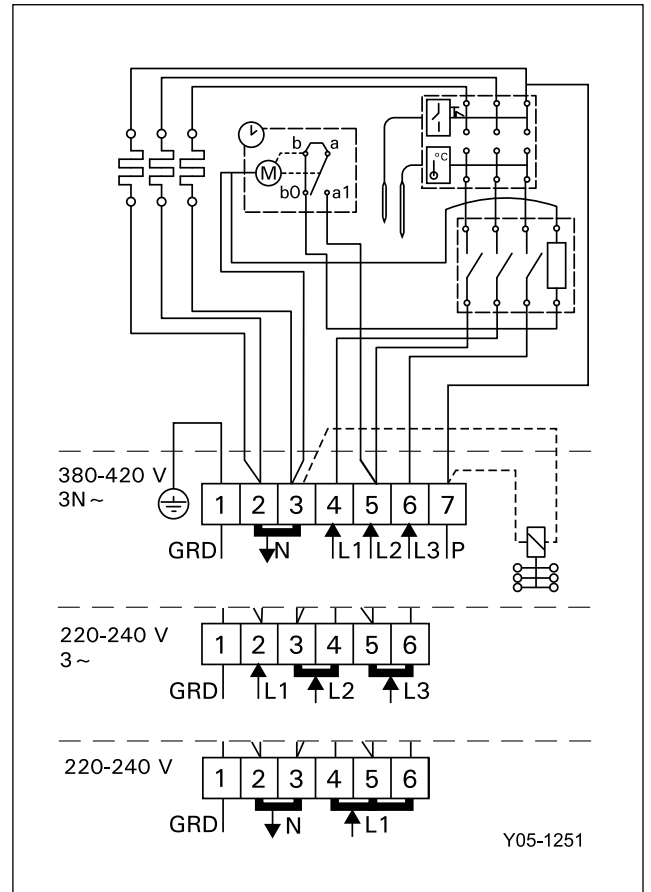 b a
M
b0 a1
°C
380-420 V
3N~
1 2 3 4 5 6 7
GRD N L1 L2 L3 P
220-240 V
3~
1 2 3 4 5 6
GRD L1 L2 L3
220-240 V
1 2 3 4 5 6
GRD N L1
Y05-1251